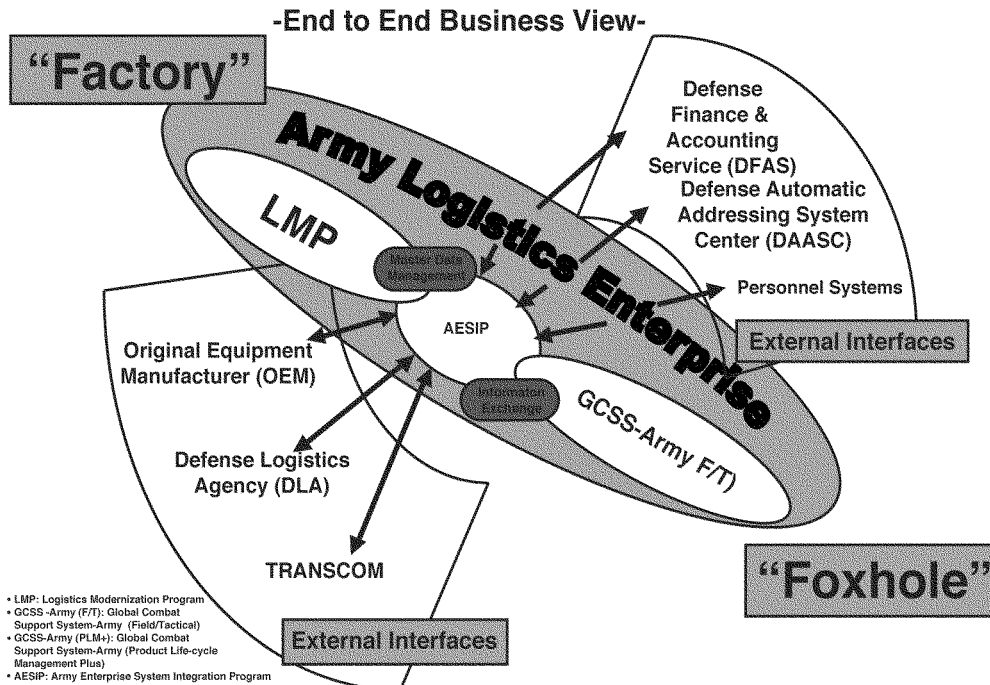 -End to End Business View-
“Factory”
Army Logistics Enterprise
Defense
Finance &
Accounting
Service (DFAS)
Defense Automatic
Addressing System
Center (DAASC)
Personnel Systems
External Interfaces
LMP
Master Data
Management
AESIP
Information
Exchange
GCSS-Army F/T)
Original Equipment
Manufacturer (OEM)
Defense Logistics
Agency (DLA)
TRANSCOM
“Foxhole”
External Interfaces
• LMP: Logistics Modernization Program
• GCSS -Army (F/T): Global Combat
Support System-Army (Field/Tactical)
• GCSS-Army (PLM+): Global Combat
Support System-Army (Product Life-cycle
Management Plus)
• AESIP: Army Enterprise System Integration Program